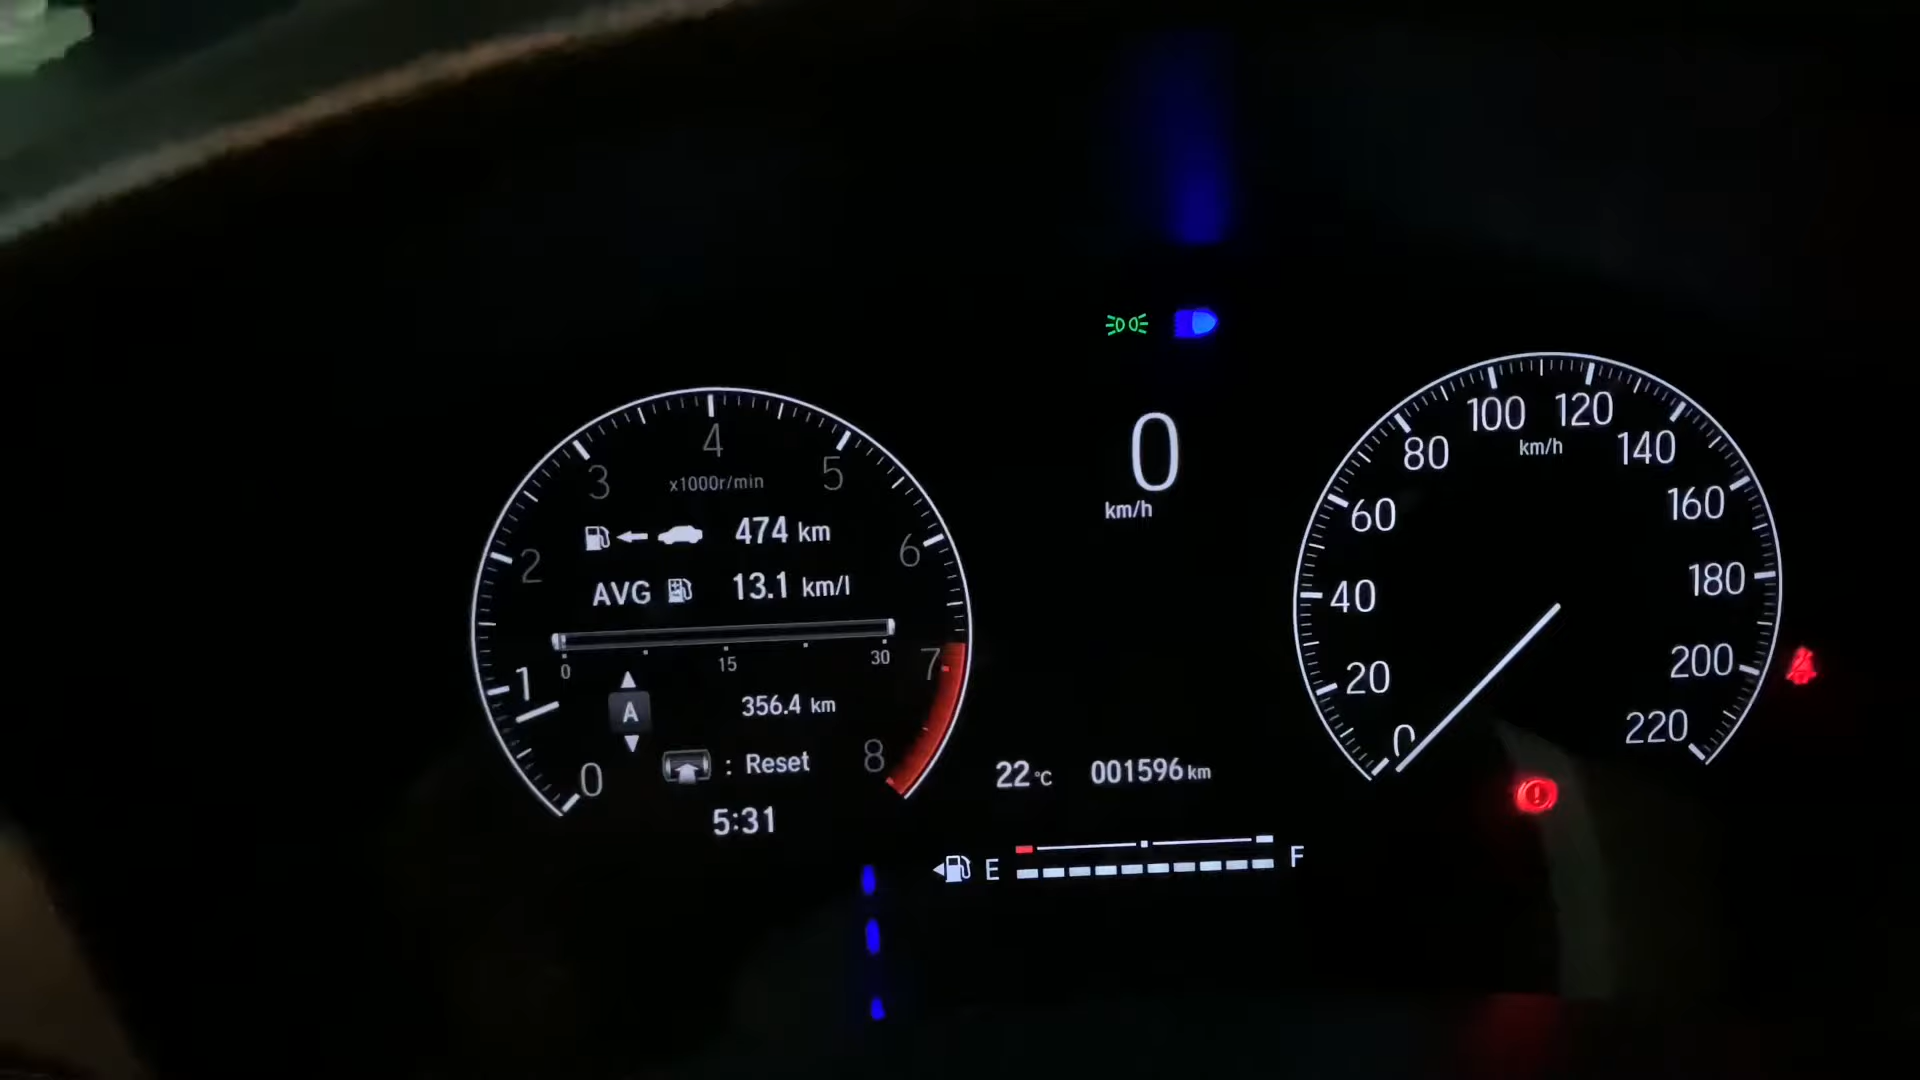 0
km/h
4
3
5
x1000r/min
474 km
2
6
AVG 13.1 km/l
0 15 30
1
7
A 356.4 km
: Reset
0
8
5:31
22°C 001596km
E F
100 120
80 km/h 140
60 160
40 180
20 200
0 220